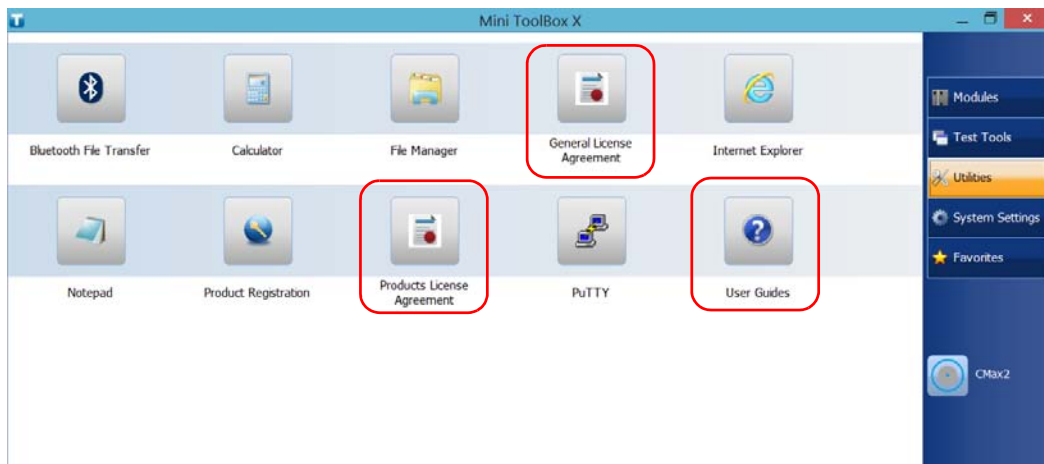 Mini ToolBox X
Bluetooth File Transfer
Calculator
File Manager
General License
Agreement
Internet Explorer
Notepad
Product Registration
Products License
Agreement
PuTTY
User Guides
Modules
Test Tools
Utilities
System Settings
Favorites
CMax2